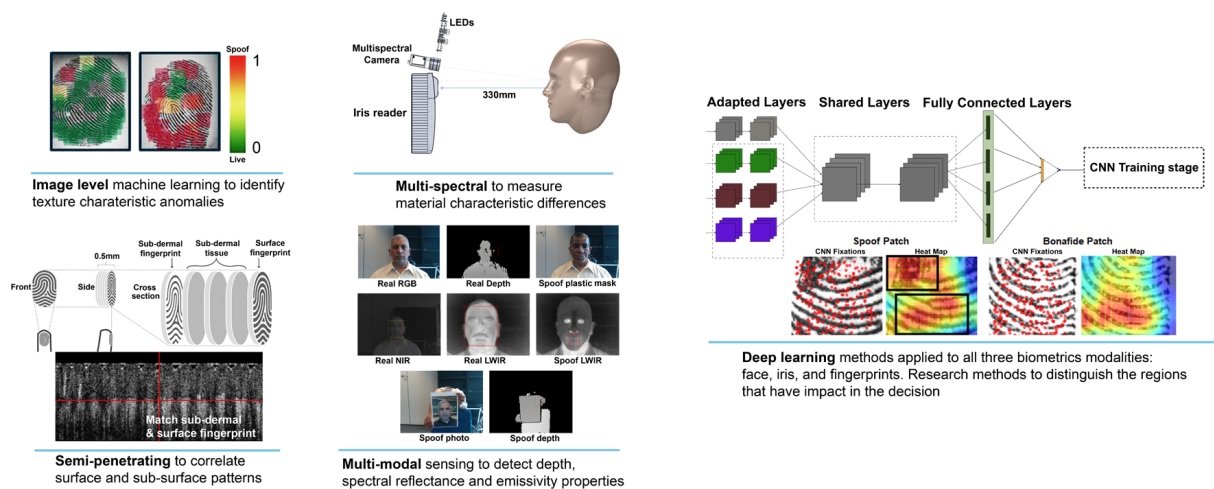 Spoof
1
0
Live
Image level machine learning to identify
texture charateristic anomalies
LEDs
Multispectral
Camera
330mm
Iris reader
Multi-spectral to measure
material characteristic differences
Sub-dermal
fingerprint
Sub-dermal
tissue
Surface
fingerprint
0.5mm
Front
Side
Cross
section
Match sub-dermal
& surface fingerprint
Semi-penetrating to correlate
surface and sub-surface patterns
Real RGB
Real Depth
Spoof plastic mask
Real NIR
Real LWIR
Spoof LWIR
Spoof photo
Spoof depth
Multi-modal sensing to detect depth,
spectral reflectance and emissivity properties
Adapted Layers
Shared Layers
Fully Connected Layers
CNN Training stage
Spoof Patch
CNN Fixations
Heat Map
Bonafide Patch
CNN Fixations
Heat Map
Deep learning methods applied to all three biometrics modalities:
face, iris, and fingerprints. Research methods to distinguish the regions
that have impact in the decision